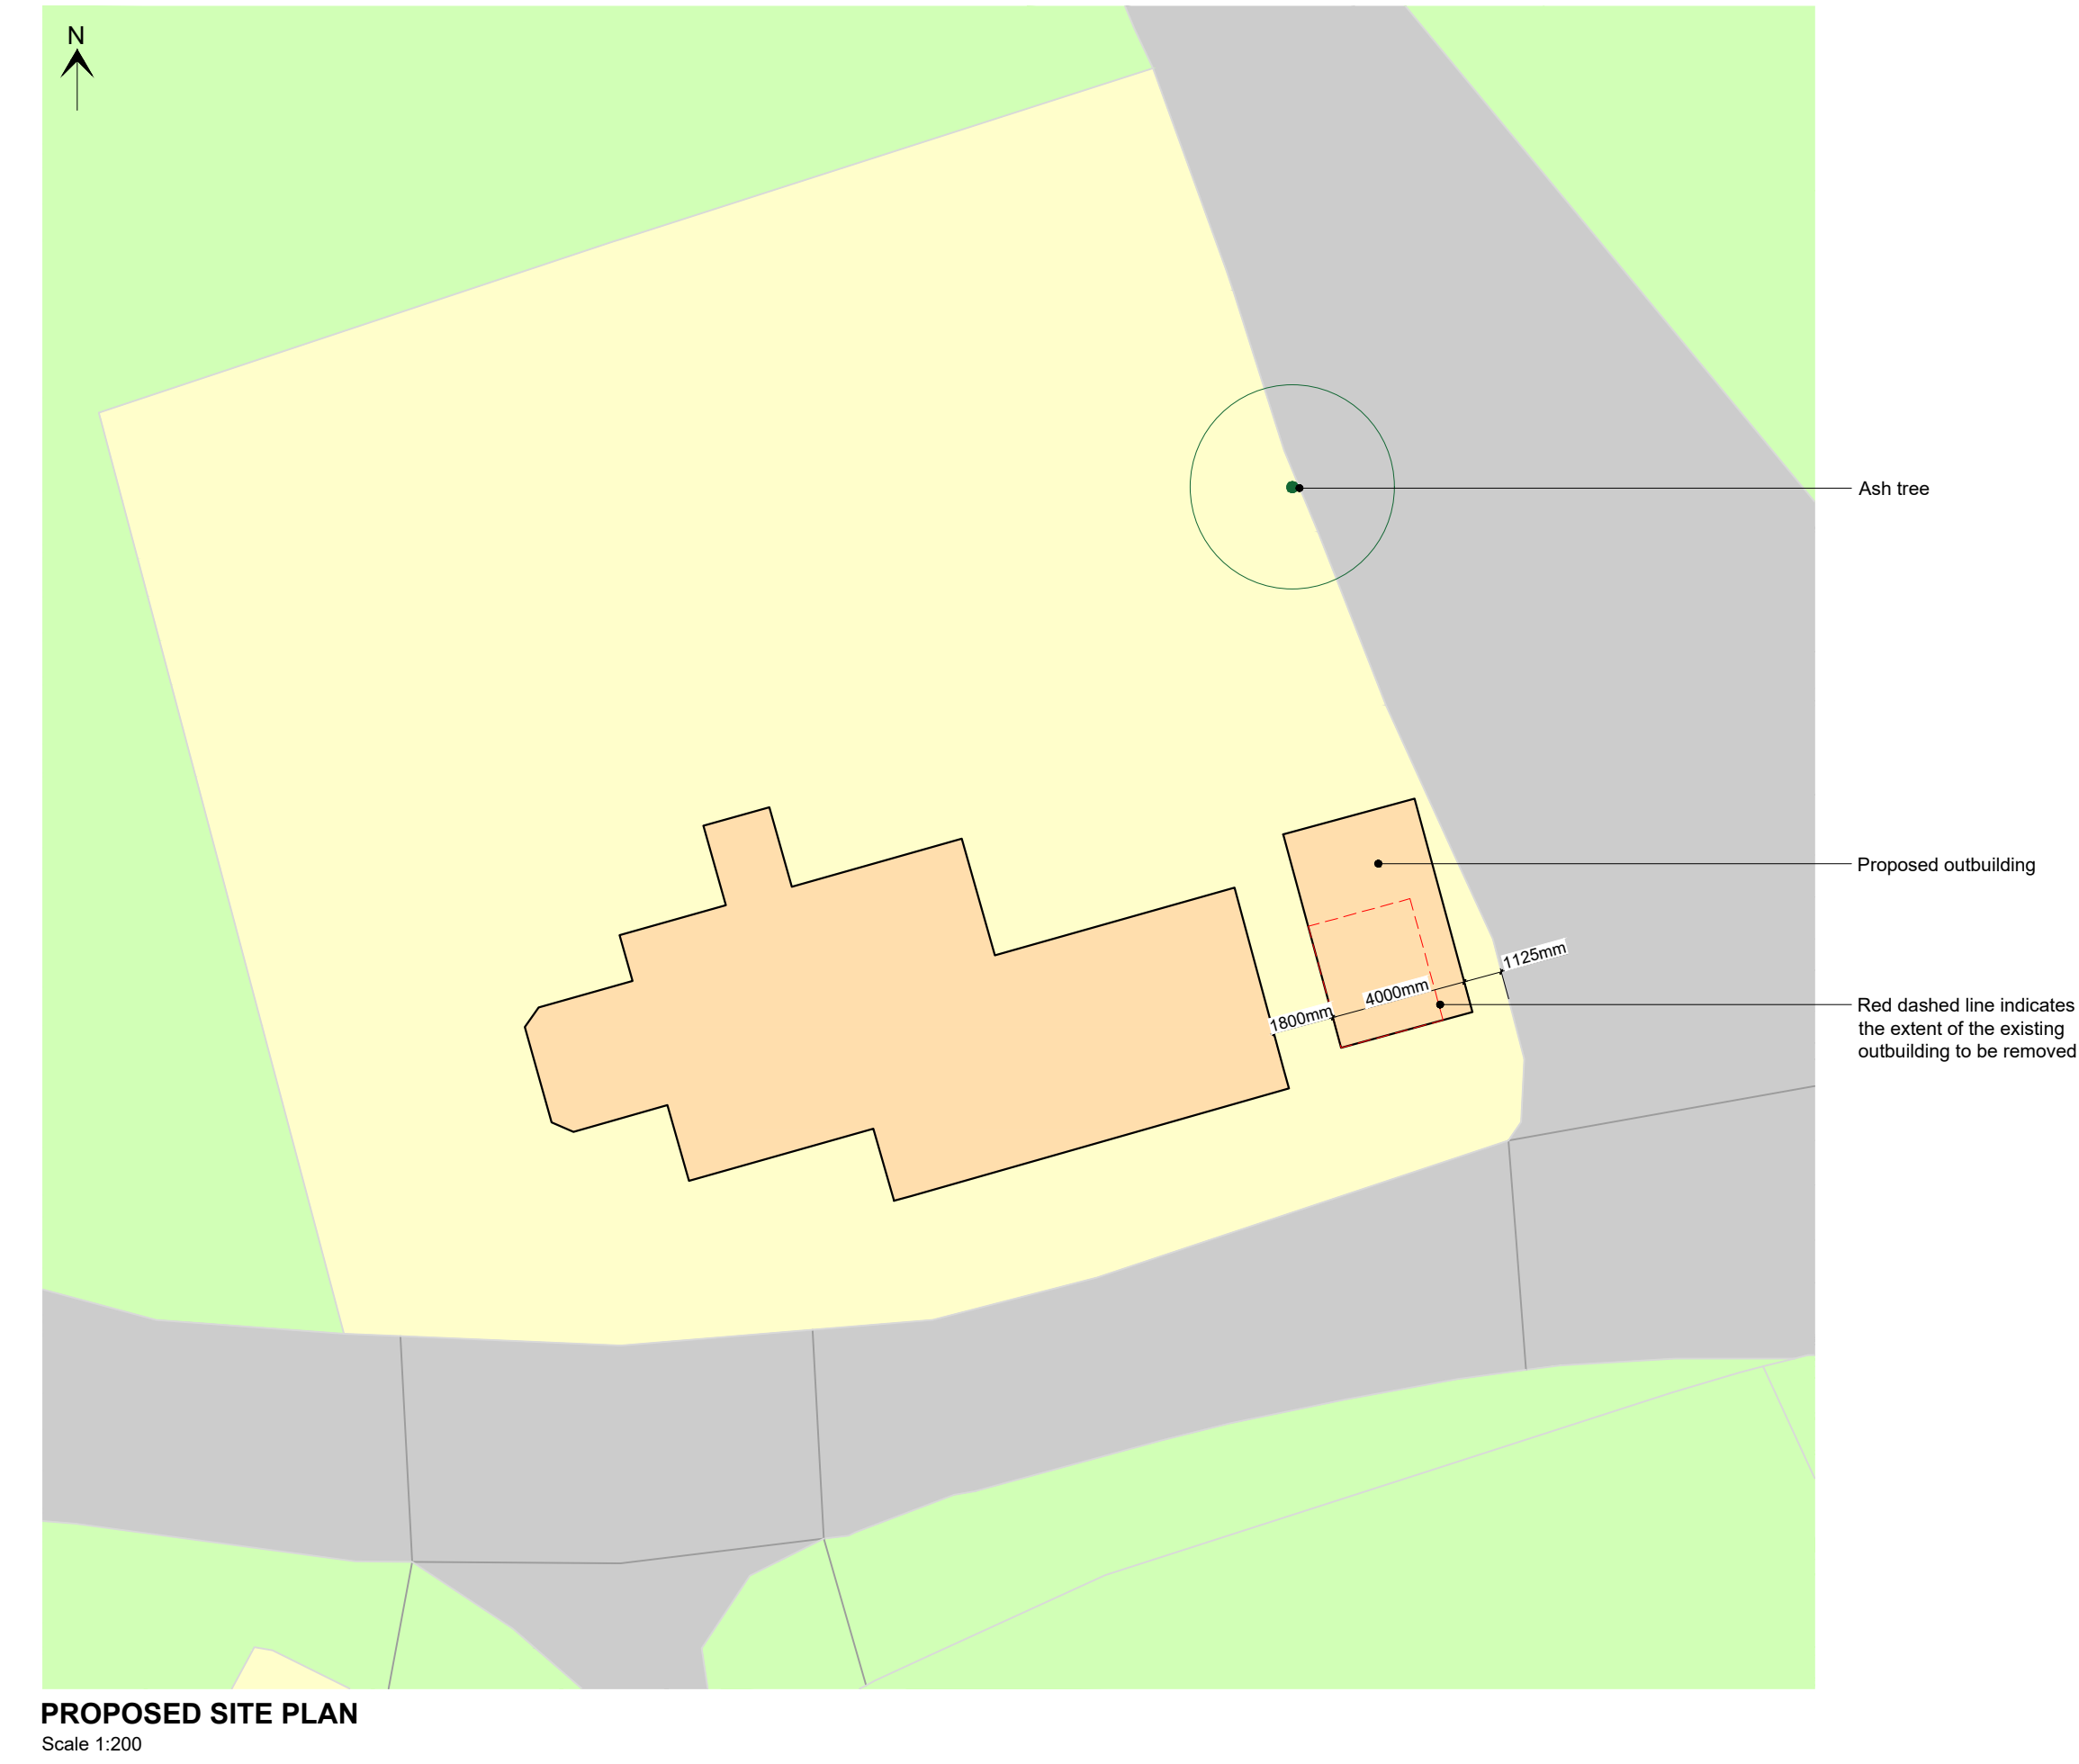 N
Ash tree
Proposed outbuilding
1125mm
4000mm
1800mm
Red dashed line indicates
the extent of the existing
outbuilding to be removed
PROPOSED SITE PLAN
Scale 1:200